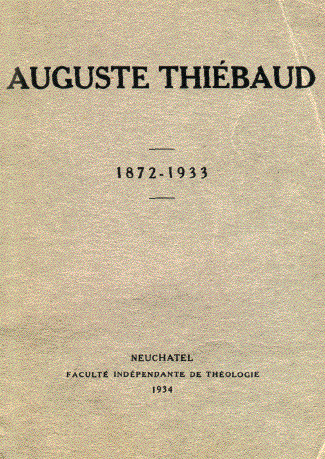 AUGUSTE THIÉBAUD
1872-1933
NEUCHATEL
FACULTÉ INDÉPENDANTE DE THÉOLOGIE
1934